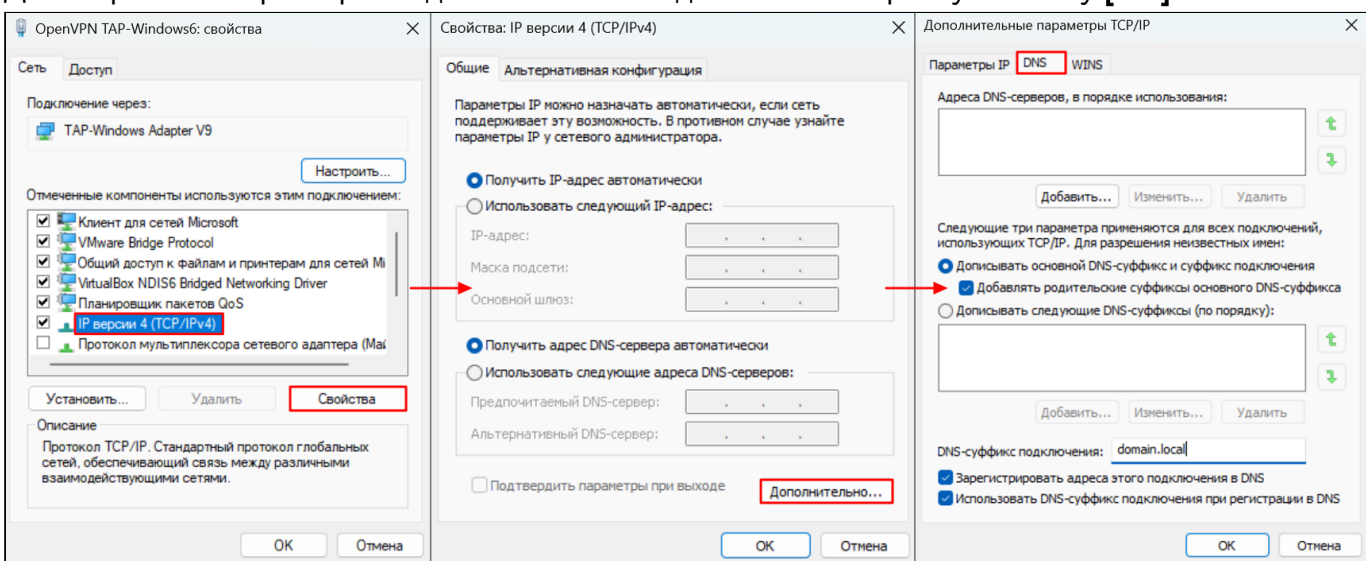 OpenVPN TAP-Windows6: свойства
Сеть
Доступ
Подключение через:
TAP-Windows Adapter V9
Настроить...
Отмеченные компоненты используются этим подключением:
Клиент для сетей Microsoft
VMware Bridge Protocol
Общий доступ к файлам и принтерам для сетей Mi
VirtualBox NDIS6 Bridged Networking Driver
Планировщик пакетов QoS
IP версии 4 (TCP/IPv4)
Протокол мультиплексора сетевого адаптера (Май
Установить...
Удалить
Свойства
Описание
Протокол TCP/IP. Стандартный протокол глобальных
сетей, обеспечивающий связь между различными
взаимодействующими сетями.
ОК
Отмена
Свойства: IP версии 4 (TCP/IPv4)
Общие
Альтернативная конфигурация
Параметры IP можно назначать автоматически, если сеть
поддерживает эту возможность. В противном случае узнайте
параметры IP у сетевого администратора.
Получить IP-адрес автоматически
Использовать следующий IP-адрес:
IP-адрес:
Маска подсети:
Основной шлюз:
Получить адрес DNS-сервера автоматически
Использовать следующие адреса DNS-серверов:
Предпочитаемый DNS-сервер:
Альтернативный DNS-сервер:
Подтвердить параметры при выходе
Дополнительно...
ОК
Отмена
Дополнительные параметры TCP/IP
Параметры IP
DNS
WINS
Адреса DNS-серверов, в порядке использования:
Добавить...
Изменить...
Удалить
Следующие три параметра применяются для всех подключений,
использующих TCP/IP. Для разрешения неизвестных имен:
Дописывать основной DNS-суффикс и суффикс подключения
Добавлять родительские суффиксы основного DNS-суффикса
Дописывать следующие DNS-суффиксы (по порядку):
Добавить...
Изменить...
Удалить
DNS-суффикс подключения:
domain.local
Зарегистрировать адреса этого подключения в DNS
Использовать DNS-суффикс подключения при регистрации в DNS
ОК
Отмена